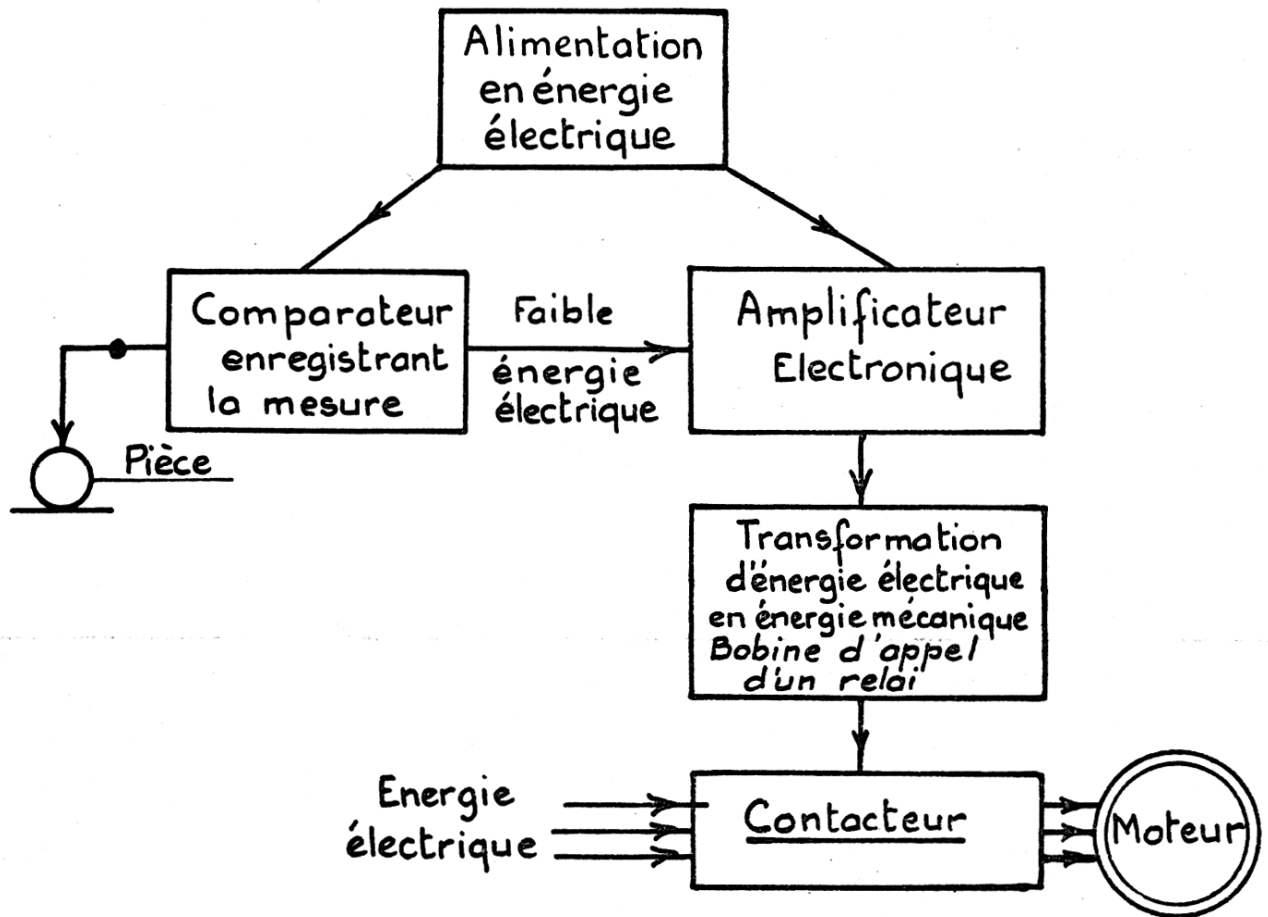 Alimentation
en énergie
électrique
Comparateur
enregistrant
la mesure
Faible
énergie
électrique
Amplificateur
Electronique
Pièce
Transformation
d'énergie électrique
en énergie mécanique
Bobine d'appel
d'un relai
Energie
électrique
Contacteur
Moteur